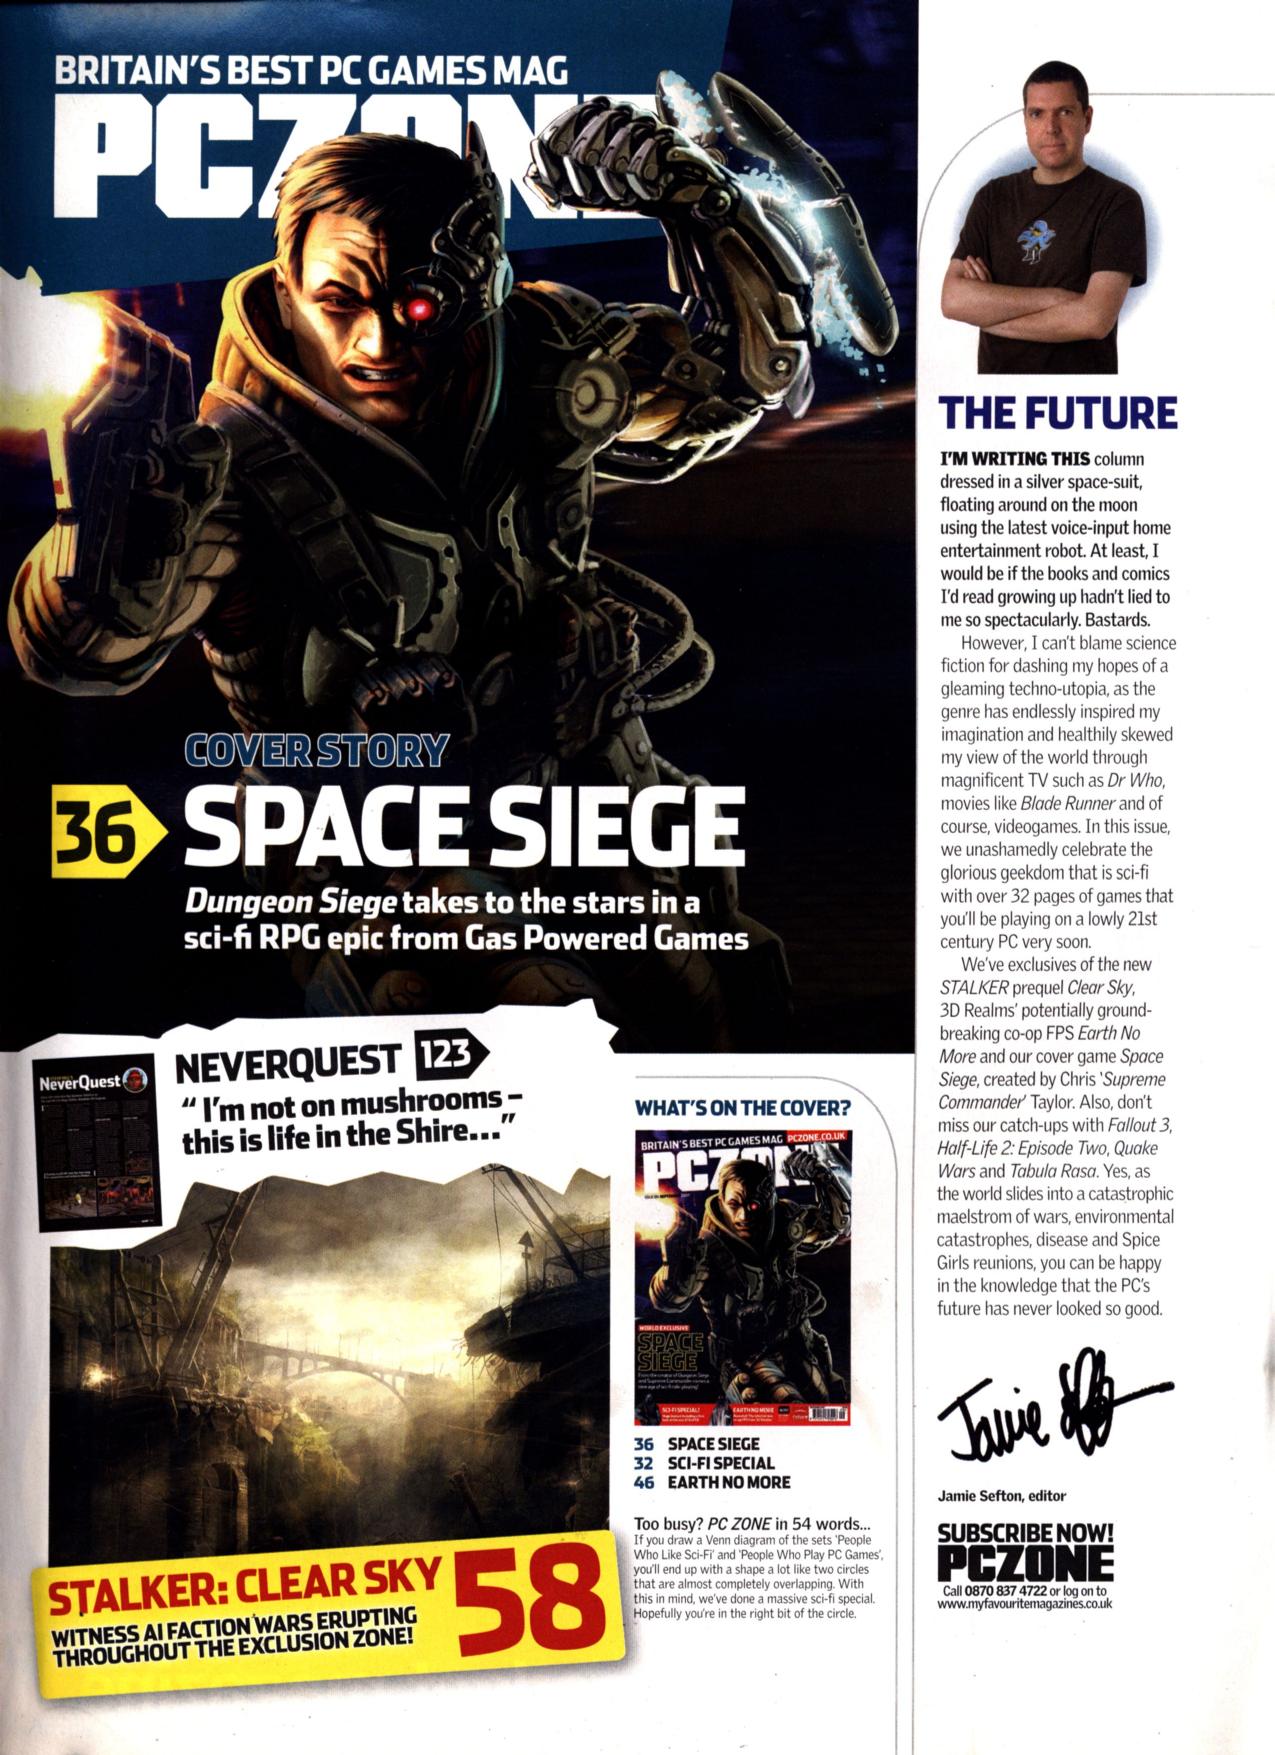 BRITAIN'S BEST PC GAMES MAG
PCZONE
COVER STORY
36
SPACE SIEGE
Dungeon Siege takes to the stars in a
sci-fi RPG epic from Gas Powered Games
NeverQuest
NEVERQUEST 123
"I'm not on mushrooms –
this is life in the Shire..."
STALKER: CLEAR SKY
58
WITNESS AI FACTION WARS ERUPTING
THROUGHOUT THE EXCLUSION ZONE!
WHAT'S ON THE COVER?
BRITAIN'S BEST PC GAMES MAG PCZONE.CO.UK
PCZONE
WORLD EXCLUSIVE
SPACE
SIEGE
SCI-FI SPECIAL!
EARTH NO MORE
36 SPACE SIEGE
32 SCI-FI SPECIAL
46 EARTH NO MORE
Too busy? PC ZONE in 54 words...
If you draw a Venn diagram of the sets 'People
Who Like Sci-Fi' and 'People Who Play PC Games',
you'll end up with a shape a lot like two circles
that are almost completely overlapping. With
this in mind, we've done a massive sci-fi special.
Hopefully you're in the right bit of the circle.
THE FUTURE
I'M WRITING THIS column
dressed in a silver space-suit,
floating around on the moon
using the latest voice-input home
entertainment robot. At least, I
would be if the books and comics
I'd read growing up hadn't lied to
me so spectacularly. Bastards.
However, I can't blame science
fiction for dashing my hopes of a
gleaming techno-utopia, as the
genre has endlessly inspired my
imagination and healthily skewed
my view of the world through
magnificent TV such as Dr Who,
movies like Blade Runner and of
course, videogames. In this issue,
we unashamedly celebrate the
glorious geekdom that is sci-fi
with over 32 pages of games that
you'll be playing on a lowly 21st
century PC very soon.
We've exclusives of the new
STALKER prequel Clear Sky,
3D Realms' potentially ground-
breaking co-op FPS Earth No
More and our cover game Space
Siege, created by Chris 'Supreme
Commander' Taylor. Also, don't
miss our catch-ups with Fallout 3,
Half-Life 2: Episode Two, Quake
Wars and Tabula Rasa. Yes, as
the world slides into a catastrophic
maelstrom of wars, environmental
catastrophes, disease and Spice
Girls reunions, you can be happy
in the knowledge that the PC's
future has never looked so good.
Jamie
Jamie Sefton, editor
SUBSCRIBE NOW!
PCZONE
Call 0870 837 4722 or log on to
www.myfavouritemagazines.co.uk